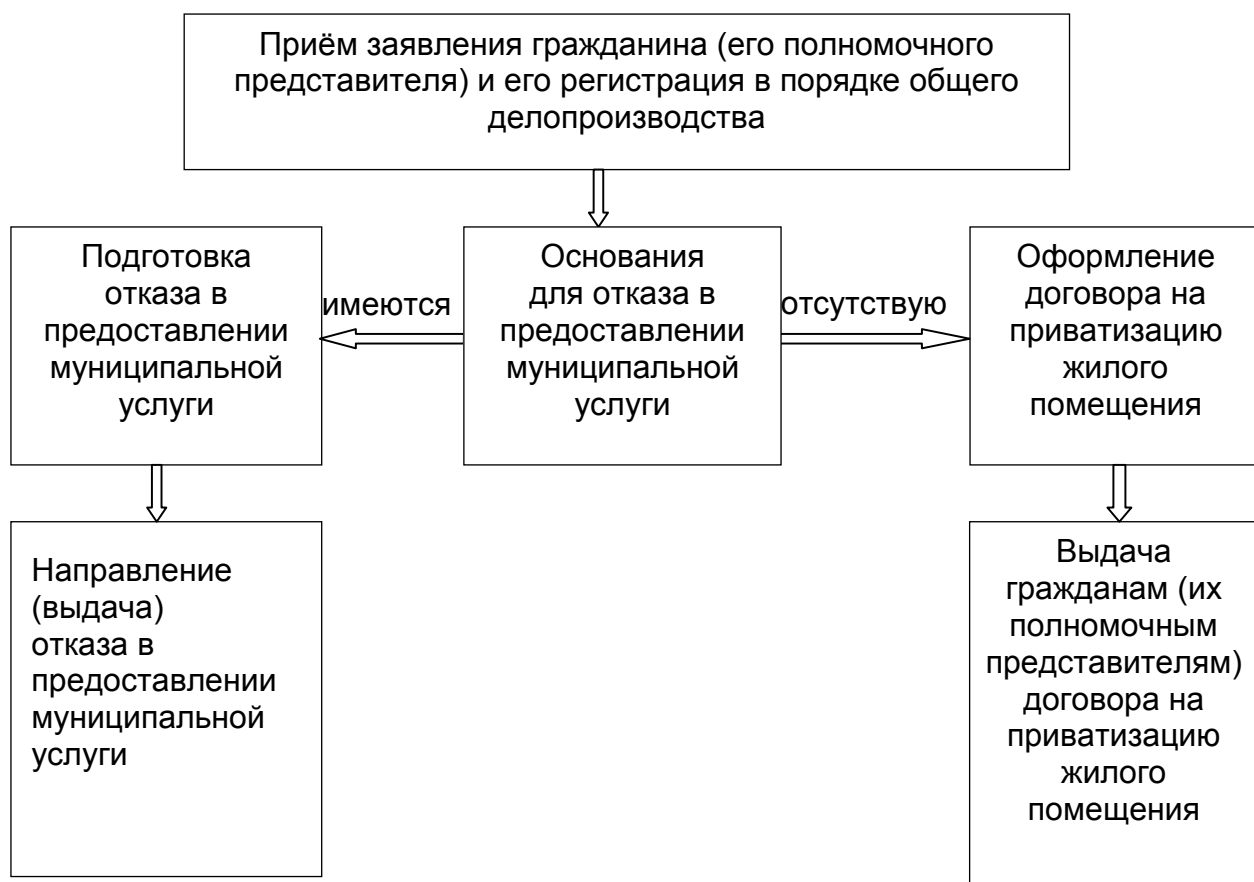 Приём заявления гражданина (его полномочного
представителя) и его регистрация в порядке общего
делопроизводства
Подготовка
отказа в
предоставлении
муниципальной
услуги
имеются
Основания
для отказа в
предоставлении
муниципальной
услуги
отсутствую
Оформление
договора на
приватизацию
жилого
помещения
Направление
(выдача)
отказа в
предоставлении
муниципальной
услуги
Выдача
гражданам (их
полномочным
представителям)
договора на
приватизацию
жилого
помещения